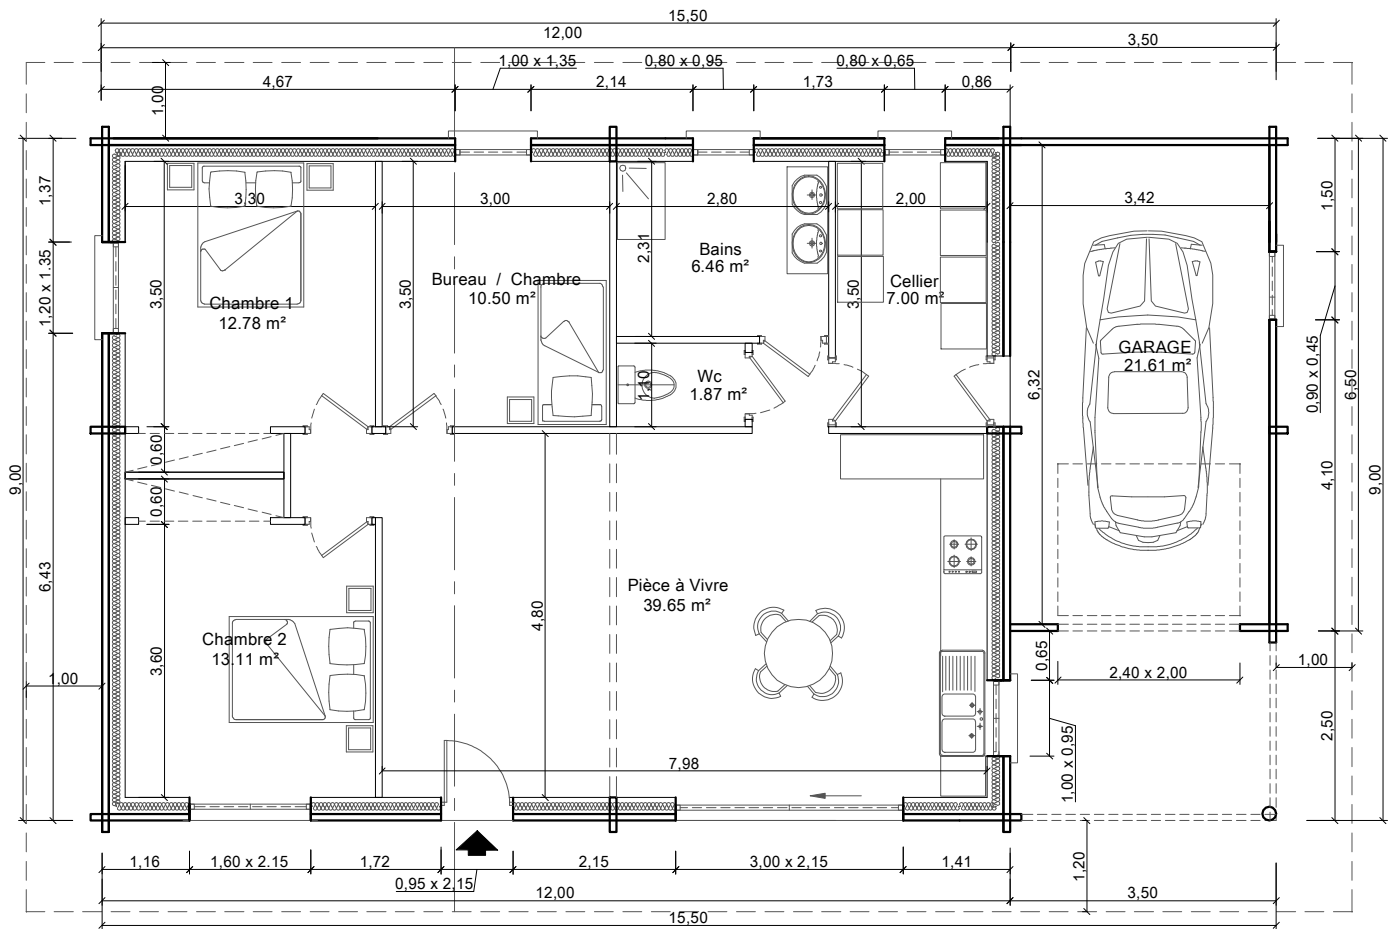 15,50
12,00
3,50
4,67
1,00 x 1.35
2,14
0,80 x 0,95
1,73
0,80 x 0,65
0,86
1,00
1,37
1,20 x 1.35
6,43
9,00
1,00
3,30
3,00
2,80
2,00
3,42
3,50
3,50
2,31
3,50
1,10
6,32
Bains
6.46 m²
Bureau / Chambre
10.50 m²
Cellier
7.00 m²
Chambre 1
12.78 m²
GARAGE
21.61 m²
Wc
1.87 m²
0,60
0,60
Pièce à Vivre
39.65 m²
Chambre 2
13.11 m²
3,60
4,80
7,98
1,50
0,90 x 0,45
6,50
4,10
9,00
2,50
0,65
2,40 x 2,00
1,00
1,00 x 0,95
1,20
1,16
1,60 x 2.15
1,72
0,95 x 2,15
2,15
3,00 x 2,15
1,41
12,00
3,50
15,50